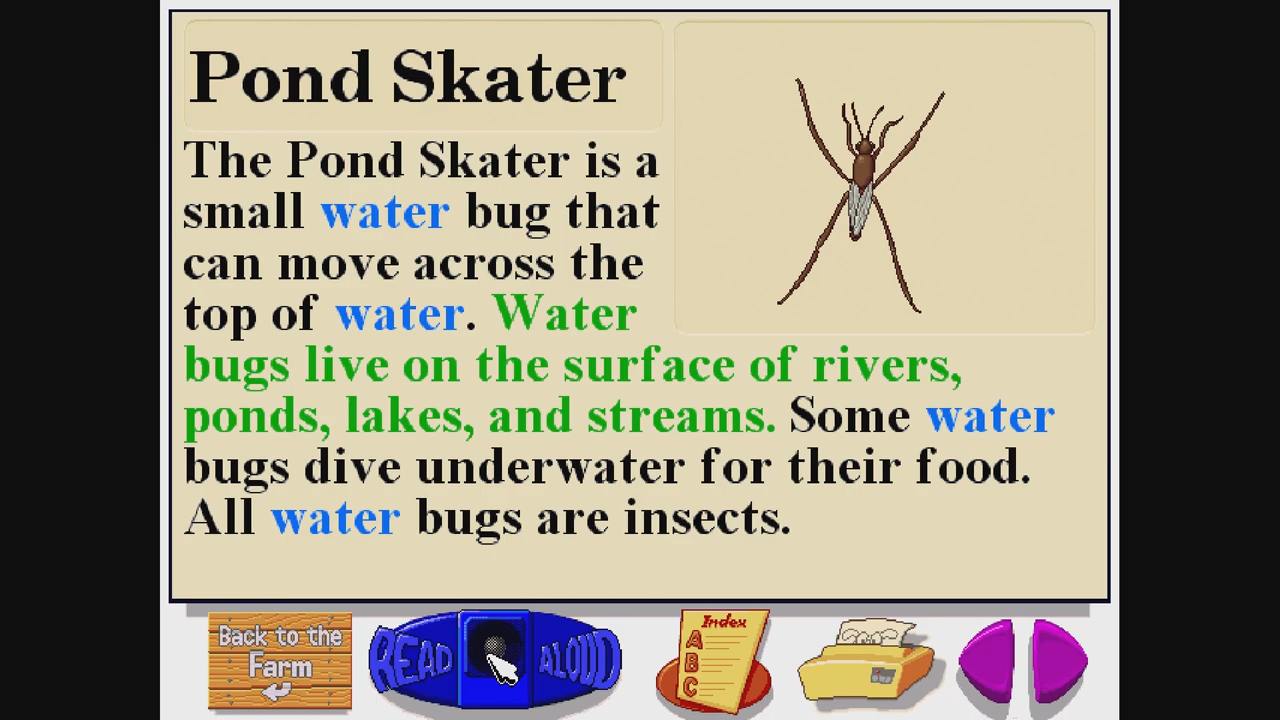 Pond Skater
The Pond Skater is a
small water bug that
can move across the
top of water. Water
bugs live on the surface of rivers,
ponds, lakes, and streams. Some water
bugs dive underwater for their food.
All water bugs are insects.
Back to the
Farm
READ ALOUD
Index
A
B
C